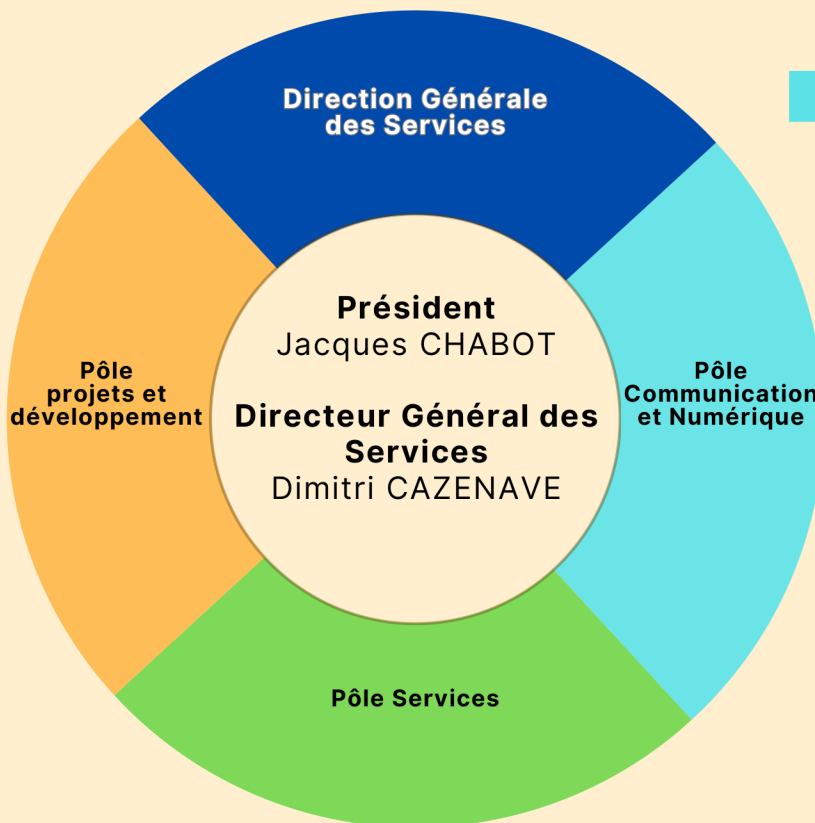 Direction Générale
des Services
Président
Jacques CHABOT
Directeur Général des
Services
Dimitri CAZENAVE
Pôle
projets et
développement
Pôle
Communication
et Numérique
Pôle Services